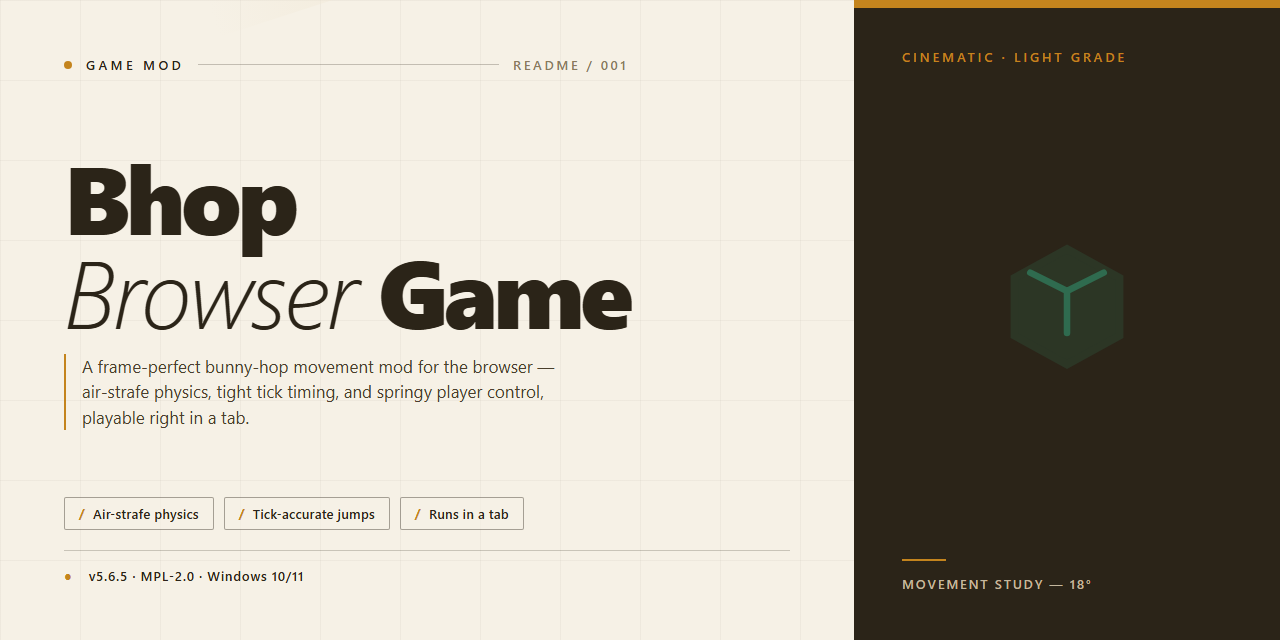 GAME MOD
README / 001
Bhop
Browser Game
A frame-perfect bunny-hop movement mod for the browser —
air-strafe physics, tight tick timing, and springy player control,
playable right in a tab.
/ Air-strafe physics
/ Tick-accurate jumps
/ Runs in a tab
v5.6.5 · MPL-2.0 · Windows 10/11
CINEMATIC · LIGHT GRADE
MOVEMENT STUDY — 18°